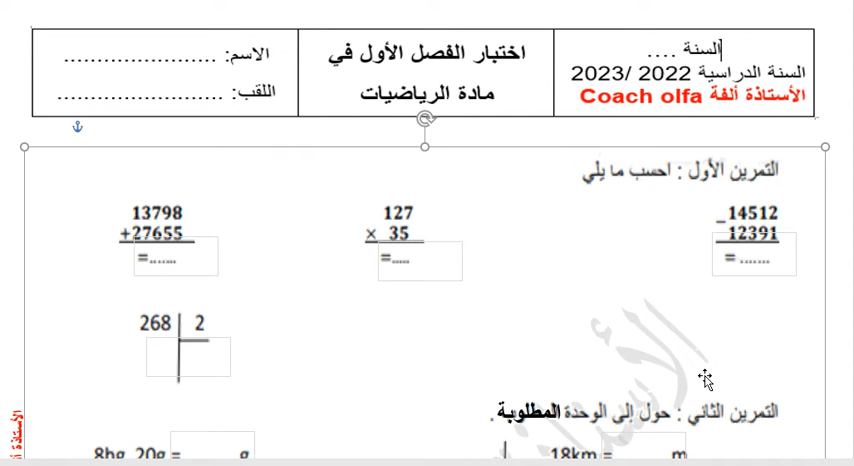 السنة ....
السنة الدراسية 2022 /2023
الأستاذة ألفة Coach olfa
اختبار الفصل الأول في
مادة الرياضيات
الاسم: ........................
اللقب: ..........................
التمرين الأول : احسب ما يلي
_ 14512
12391
= .......
127
× 35
=.....
13798
+27655
=.......
268 | 2
التمرين الثاني : حول إلى الوحدة المطلوبة .
18km = m
8hg 20g = g
الأستاذة